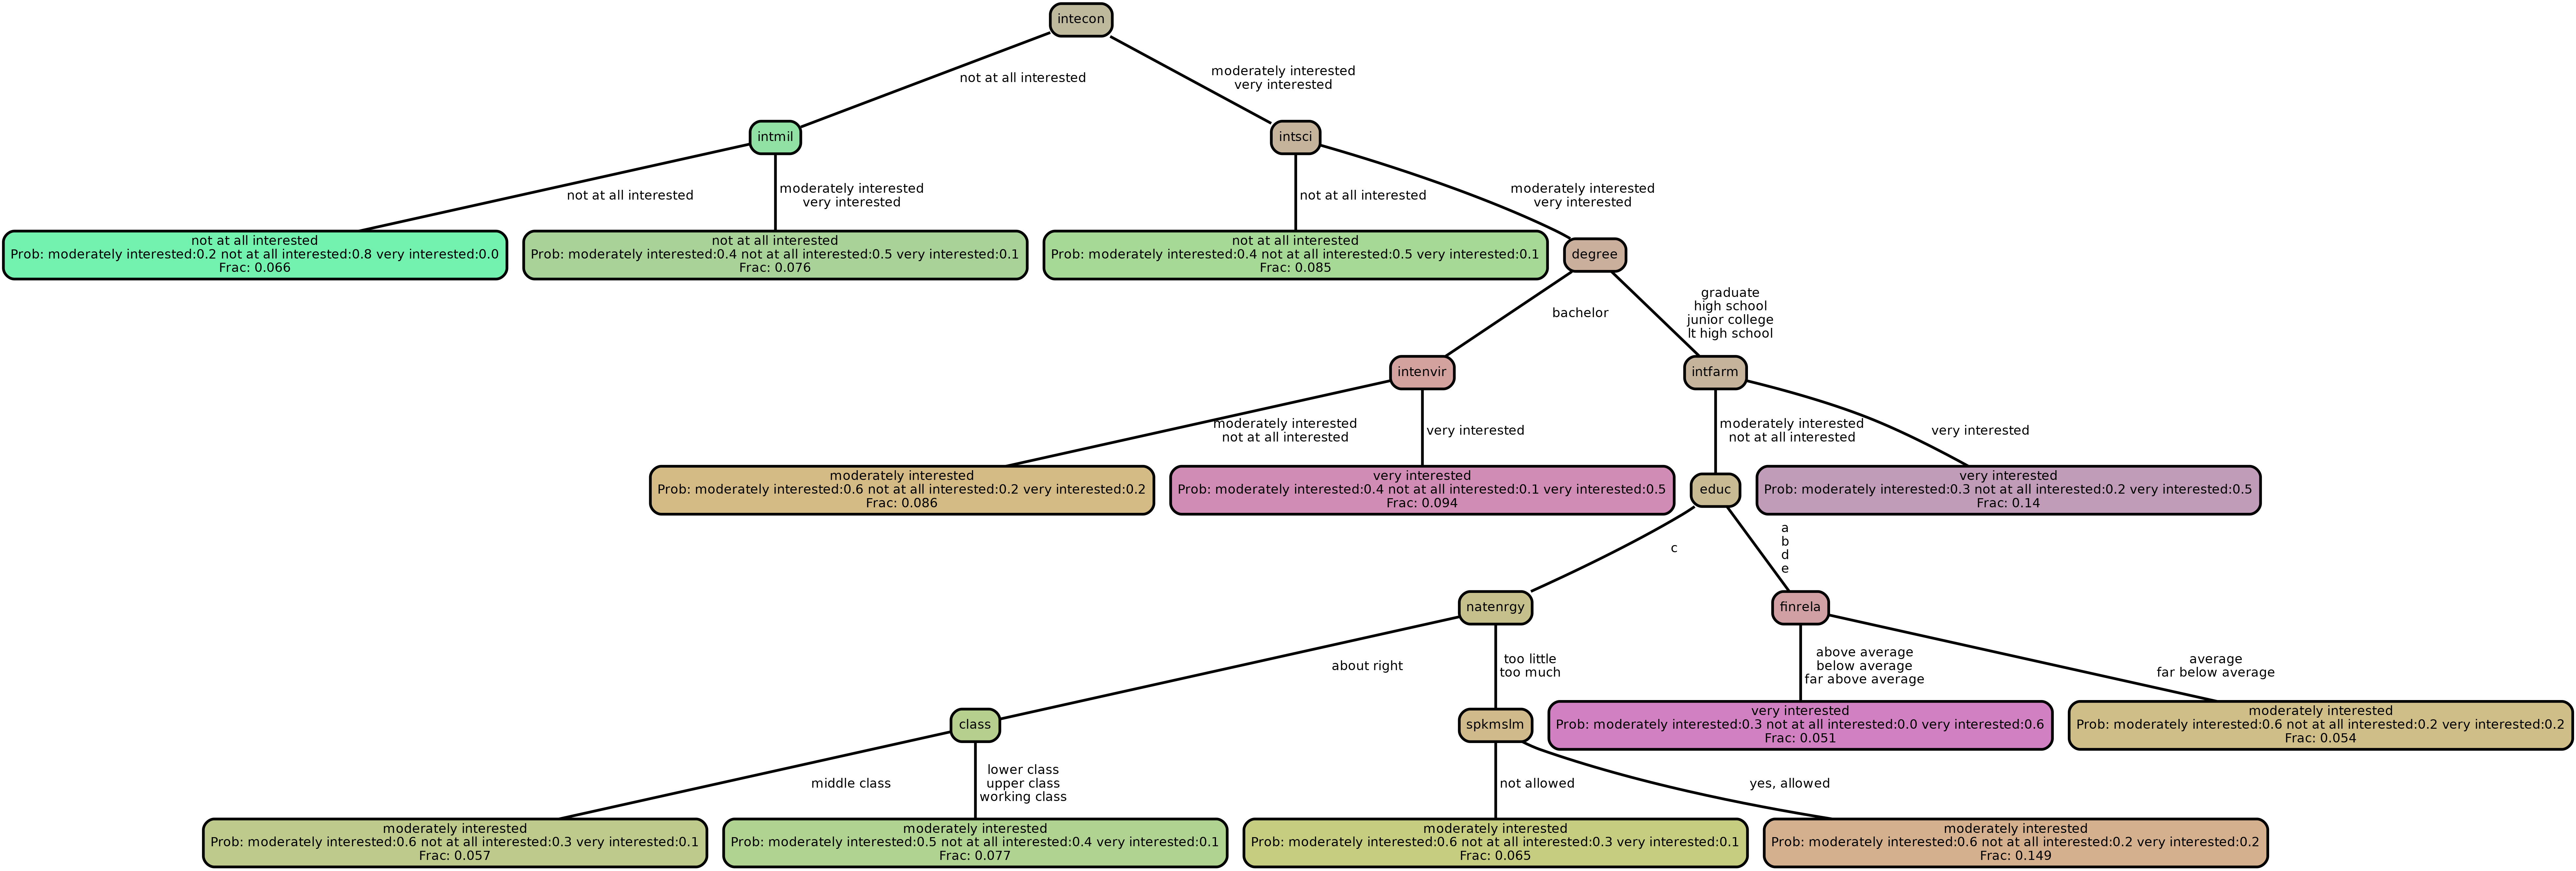 intecon
not at all interested
moderately interested
very interested
intmil
intsci
not at all interested
moderately interested
very interested
not at all interested
moderately interested
very interested
not at all interested
Prob: moderately interested:0.2 not at all interested:0.8 very interested:0.0
Frac: 0.066
not at all interested
Prob: moderately interested:0.4 not at all interested:0.5 very interested:0.1
Frac: 0.076
not at all interested
Prob: moderately interested:0.4 not at all interested:0.5 very interested:0.1
Frac: 0.085
degree
bachelor
graduate
high school
junior college
lt high school
intenvir
intfarm
moderately interested
not at all interested
very interested
moderately interested
not at all interested
very interested
moderately interested
Prob: moderately interested:0.6 not at all interested:0.2 very interested:0.2
Frac: 0.086
very interested
Prob: moderately interested:0.4 not at all interested:0.1 very interested:0.5
Frac: 0.094
educ
very interested
Prob: moderately interested:0.3 not at all interested:0.2 very interested:0.5
Frac: 0.14
c
a
b
d
e
natenrgy
finrela
about right
too little
too much
above average
below average
far above average
average
far below average
class
spkmslm
very interested
Prob: moderately interested:0.3 not at all interested:0.0 very interested:0.6
Frac: 0.051
moderately interested
Prob: moderately interested:0.6 not at all interested:0.2 very interested:0.2
Frac: 0.054
middle class
lower class
upper class
working class
not allowed
yes, allowed
moderately interested
Prob: moderately interested:0.6 not at all interested:0.3 very interested:0.1
Frac: 0.057
moderately interested
Prob: moderately interested:0.5 not at all interested:0.4 very interested:0.1
Frac: 0.077
moderately interested
Prob: moderately interested:0.6 not at all interested:0.3 very interested:0.1
Frac: 0.065
moderately interested
Prob: moderately interested:0.6 not at all interested:0.2 very interested:0.2
Frac: 0.149